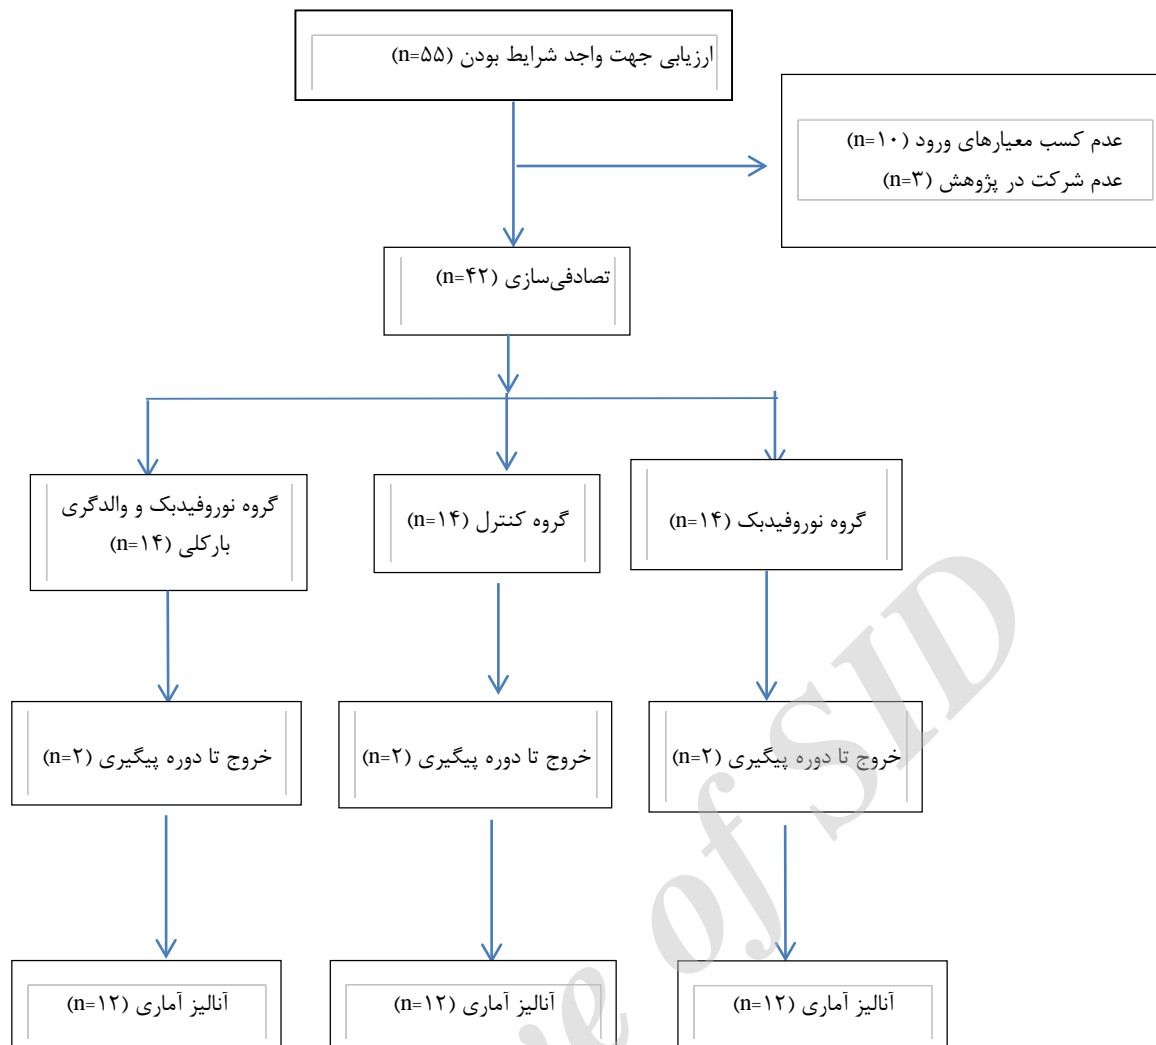 ارزیابی جهت واجد شرایط بودن (n=۵۵)
عدم کسب معیارهای ورود (n=۱۰)
عدم شرکت در پژوهش (n=۳)
تصادفی‌سازی (n=۴۲)
گروه نوروفیدبک (n=۱۴)
گروه کنترل (n=۱۴)
گروه نوروفیدبک و والدگری
بارکلی (n=۱۴)
خروج تا دوره پیگیری (n=۲)
خروج تا دوره پیگیری (n=۲)
خروج تا دوره پیگیری (n=۲)
آنالیز آماری (n=۱۲)
آنالیز آماری (n=۱۲)
آنالیز آماری (n=۱۲)
of SID